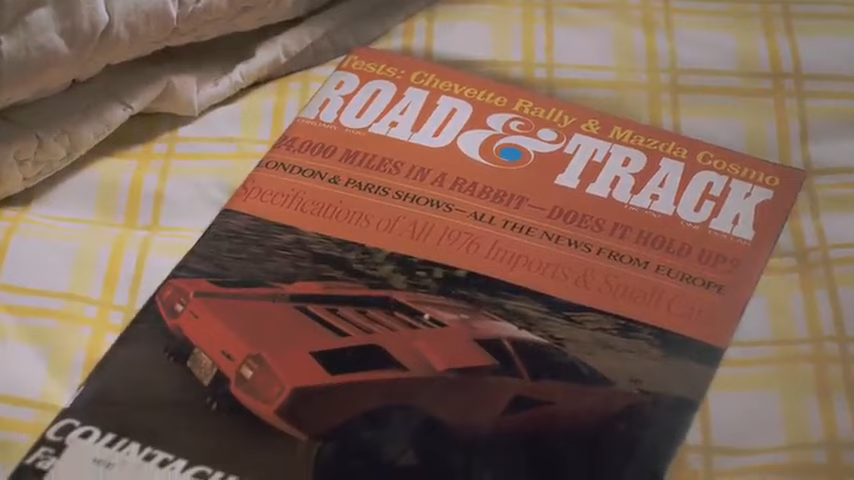 Tests: Chevette Rally & Mazda Cosmo
ROAD & TRACK
24,000 MILES IN A RABBIT—DOES IT HOLD UP?
LONDON & PARIS SHOWS—ALL THE NEWS FROM EUROPE
Specifications of All 1976 Imports & Small Cars
COUNTACH